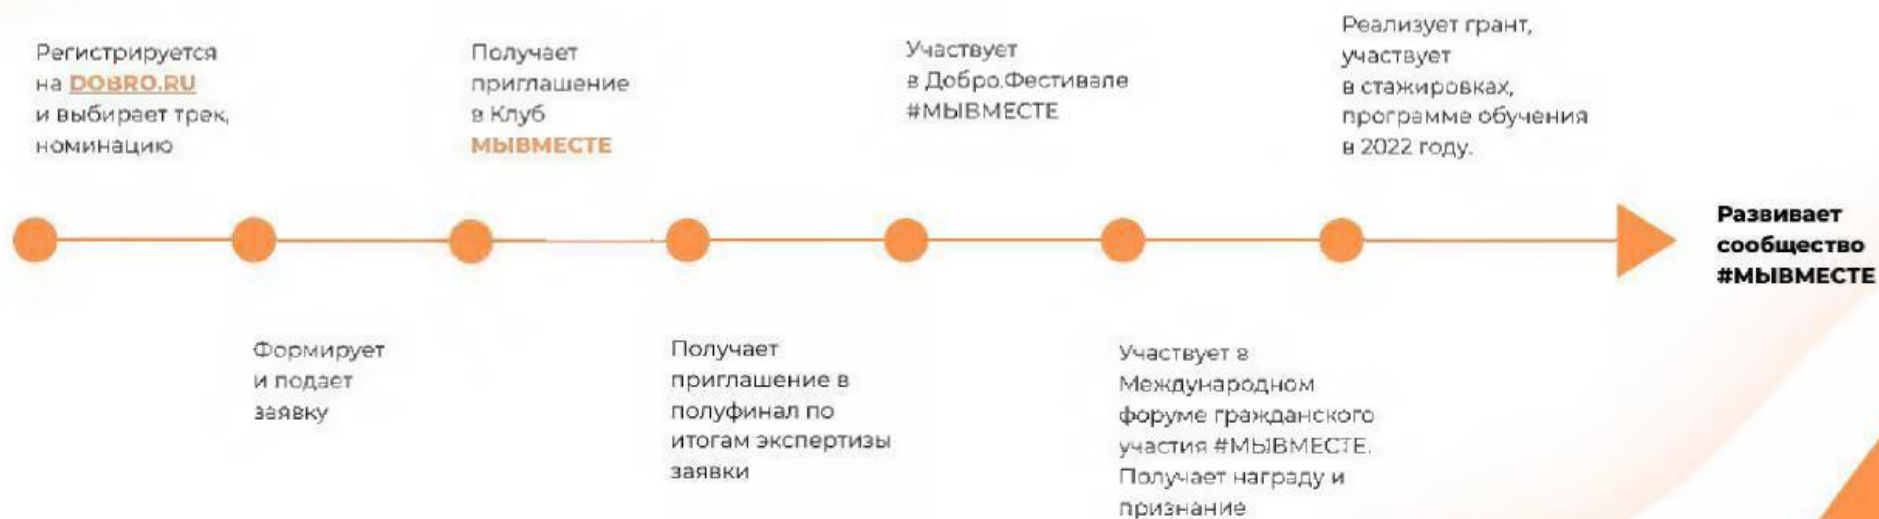 Регистрируется
на DOBRO.RU
и выбирает трек,
номинацию
Формирует
и подает
заявку
Получает
приглашение
в Клуб
МЫВМЕСТЕ
Получает
приглашение в
полуфинал по
итогам экспертизы
заявки
Участвует
в Добро.Фестивале
#МЫВМЕСТЕ
Участвует в
Международном
форуме гражданского
участия #МЫВМЕСТЕ.
Получает награду и
признание
Реализует грант,
участвует
в стажировках,
программе обучения
в 2022 году.
Развивает
сообщество
#МЫВМЕСТЕ